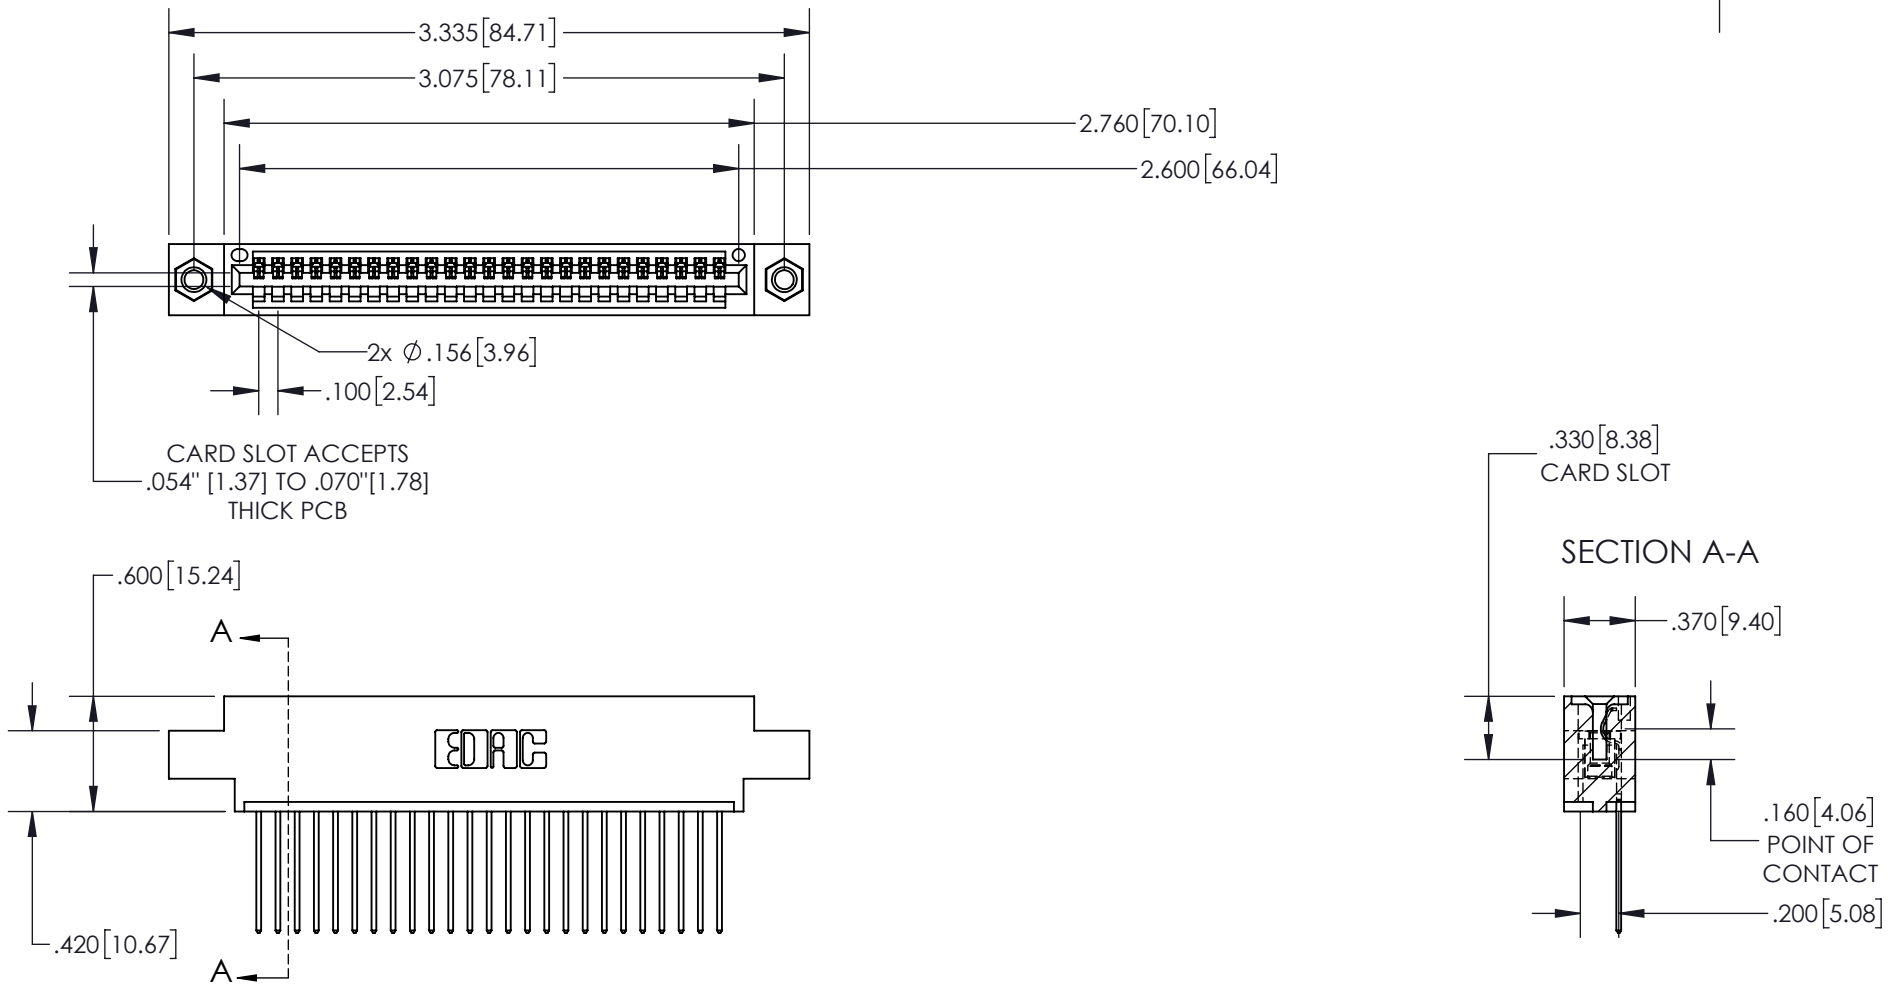 3.335[84.71]
3.075[78.11]
2.760[70.10]
2.600[66.04]
2x Ø.156[3.96]
.100[2.54]
CARD SLOT ACCEPTS
.054" [1.37] TO .070"[1.78]
THICK PCB
.330[8.38]
CARD SLOT
SECTION A-A
.600[15.24]
.370[9.40]
A
EDAC
.160[4.06]
POINT OF
CONTACT
.200[5.08]
.420[10.67]
A